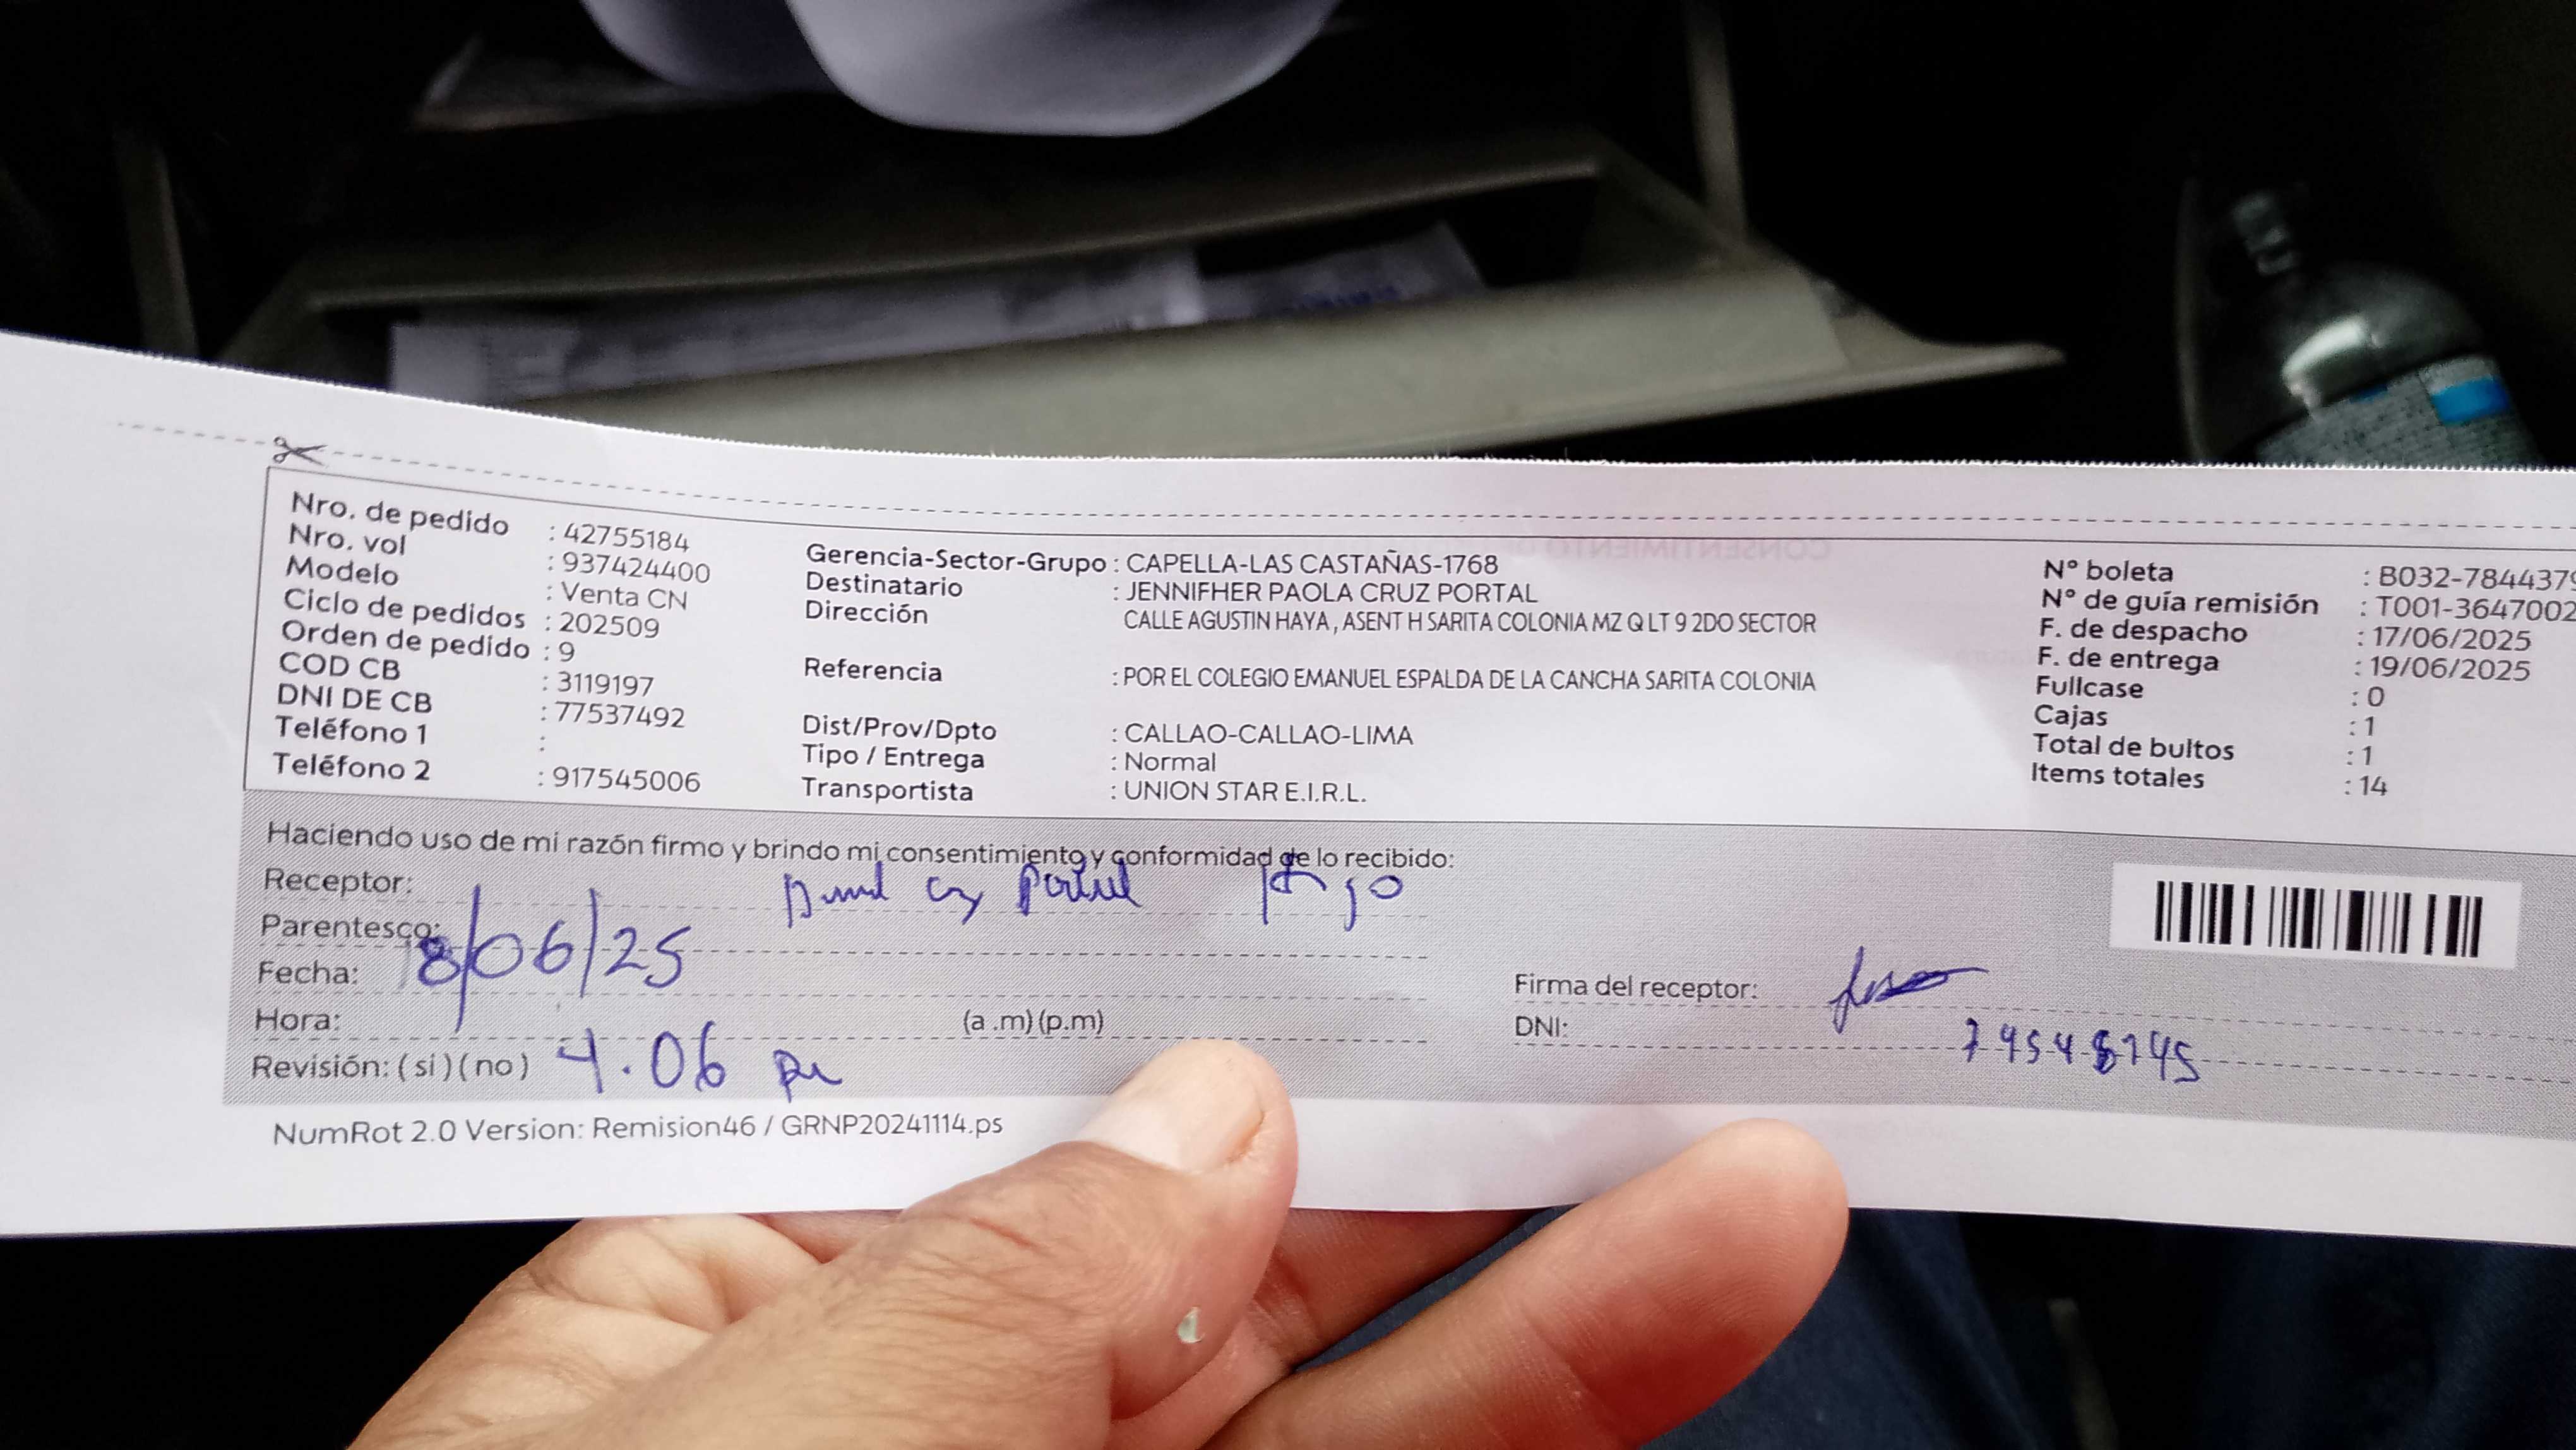 Nro. de pedido : 42755184
Nro. vol : 937424400
Modelo : Venta CN
Ciclo de pedidos : 202509
Orden de pedido : 9
COD CB : 3119197
DNI DE CB : 77537492
Teléfono 1 :
Teléfono 2 : 917545006
Gerencia-Sector-Grupo : CAPELLA-LAS CASTAÑAS-1768
Destinatario : JENNIFHER PAOLA CRUZ PORTAL
Dirección CALLE AGUSTIN HAYA , ASENT H SARITA COLONIA MZ Q LT 9 2DO SECTOR
Referencia : POR EL COLEGIO EMANUEL ESPALDA DE LA CANCHA SARITA COLONIA
Dist/Prov/Dpto : CALLAO-CALLAO-LIMA
Tipo / Entrega : Normal
Transportista : UNION STAR E.I.R.L.
N° boleta : B032-7844379
N° de guía remisión : T001-3647002
F. de despacho : 17/06/2025
F. de entrega : 19/06/2025
Fullcase : 0
Cajas : 1
Total de bultos : 1
Items totales : 14
Haciendo uso de mi razón firmo y brindo mi consentimiento y conformidad de lo recibido:
Receptor: Portal
Parentesco:
Fecha: 18/06/25
Hora: (a .m) (p.m)
Revisión: ( si ) ( no ) 4.06 pm
Firma del receptor:
DNI:
NumRot 2.0 Version: Remision46 / GRNP20241114.ps